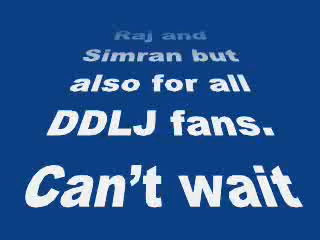 Raj and
Simran but
also for all
DDLJ fans.
Can't wait